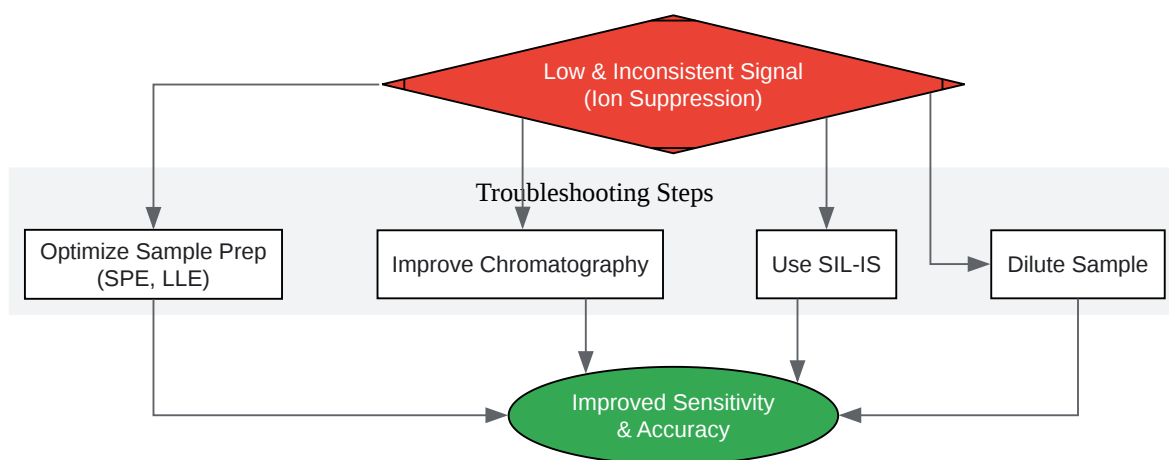 Low & Inconsistent Signal
(Ion Suppression)
Troubleshooting Steps
Optimize Sample Prep
(SPE, LLE)
Improve Chromatography
Use SIL-IS
Dilute Sample
Improved Sensitivity
& Accuracy